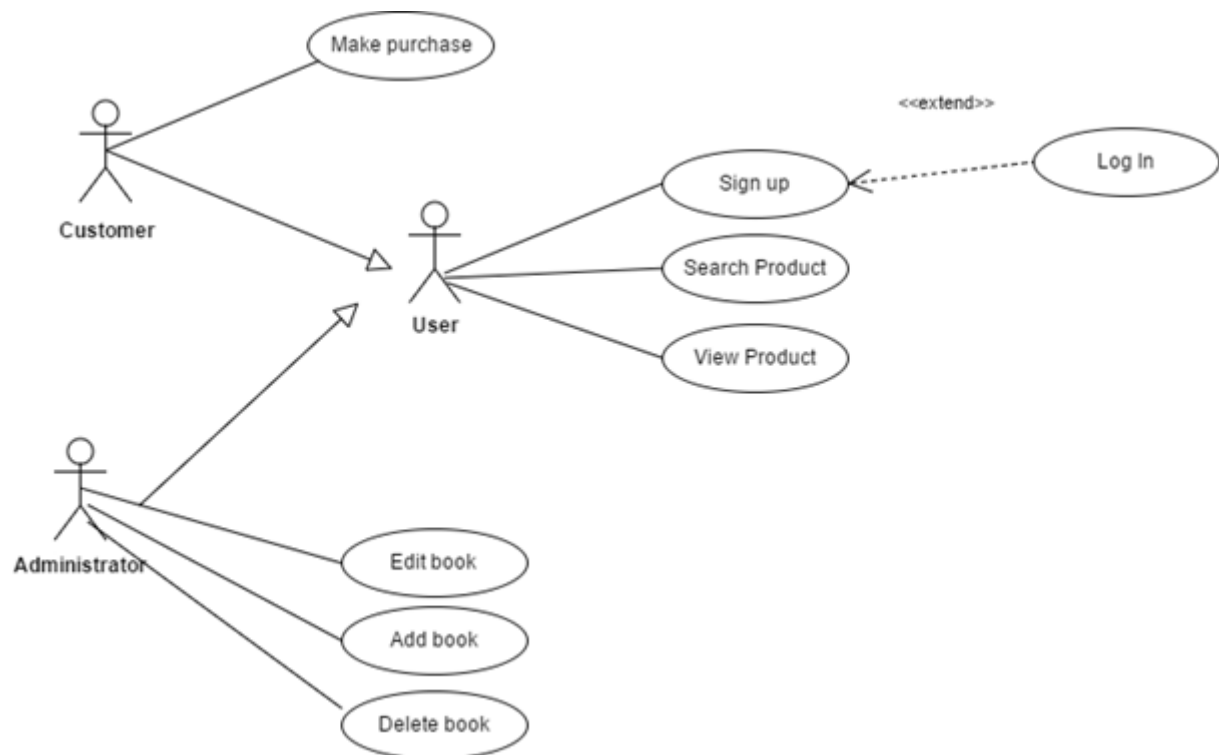 Make purchase
<<extend>>
Sign up
Log In
Customer
Search Product
User
View Product
Administrator
Edit book
Add book
Delete book